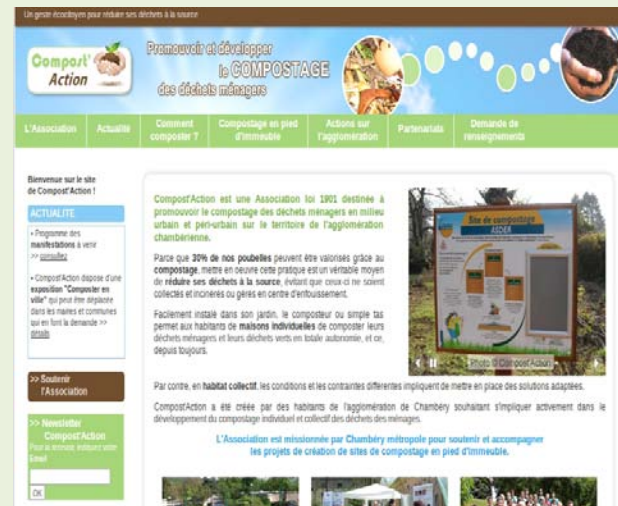 Un geste écocitoyen pour réduire ses déchets à la source
Compost'
Action
Promouvoir et développer
le COMPOSTAGE
des déchets ménagers
L'Association
Actualité
Comment
composter ?
Compostage en pied
d'immeuble
Actions sur
l'agglomération
Partenariats
Demande de
renseignements
Bienvenue sur le site
de Compost'Action !
ACTUALITE
• Programme des
manifestations à venir
>> consultez
• Compost'Action dispose d'une
exposition "Composter en
ville" qui peut être déplacée
dans les mairies et communes
qui en font la demande >>
détails
>> Soutenir
l'Association
>> Newsletter
Compost'Action
Pour la recevoir, indiquez votre
Email
OK
Compost'Action est une Association loi 1901 destinée à
promouvoir le compostage des déchets ménagers en milieu
urbain et péri-urbain sur le territoire de l'agglomération
chambérienne.
Parce que 30% de nos poubelles peuvent être valorisés grâce au
compostage, mettre en oeuvre cette pratique est un véritable moyen
de réduire ses déchets à la source, évitant que ceux-ci ne soient
collectés et incinérés ou gérés en centre d'enfouissement.
Facilement installé dans son jardin, le composteur ou simple tas
permet aux habitants de maisons individuelles de composter leurs
déchets ménagers et leurs déchets verts en totale autonomie, et ce,
depuis toujours.
Site de compostage
ASDER
Photo © Compost'Action
Par contre, en habitat collectif, les conditions et les contraintes différentes impliquent de mettre en place des solutions adaptées.
Compost'Action a été créée par des habitants de l'agglomération de Chambéry souhaitant s'impliquer activement dans le
développement du compostage individuel et collectif des déchets des ménages.
L'Association est missionnée par Chambéry métropole pour soutenir et accompagner
les projets de création de sites de compostage en pied d'immeuble.